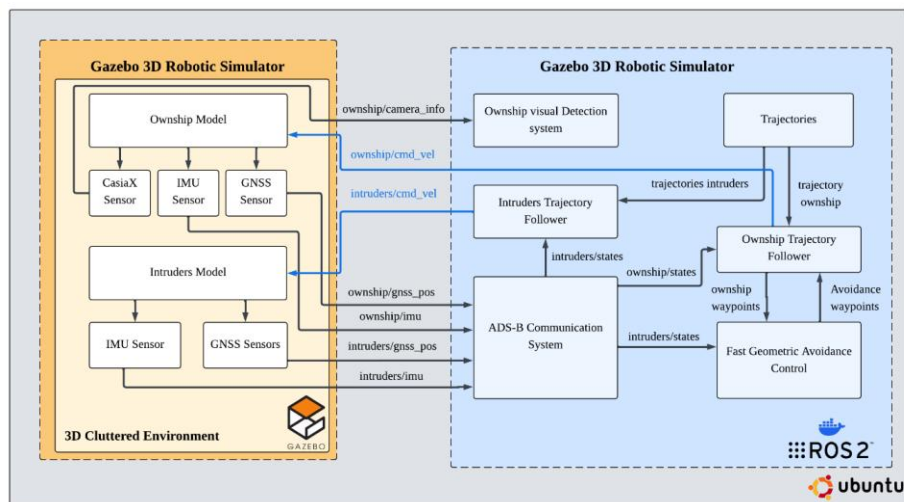 Gazebo 3D Robotic Simulator
Ownship Model
CasiaX
Sensor
IMU
Sensor
GNSS
Sensor
Intruders Model
IMU Sensor
GNSS Sensors
3D Cluttered Environment
GAZEBO
ownship/camera_info
ownship/cmd_vel
intruders/cmd_vel
ownship/gnss_pos
ownship/imu
intruders/gnss_pos
intruders/imu
Gazebo 3D Robotic Simulator
Ownship visual Detection
system
Trajectories
trajectories intruders
trajectory
ownship
Intruders Trajectory
Follower
intruders/states
ownship/states
Ownship Trajectory
Follower
ownship
waypoints
Avoidance
waypoints
ADS-B Communication
System
intruders/states
Fast Geometric Avoidance
Control
ROS 2
ubuntu